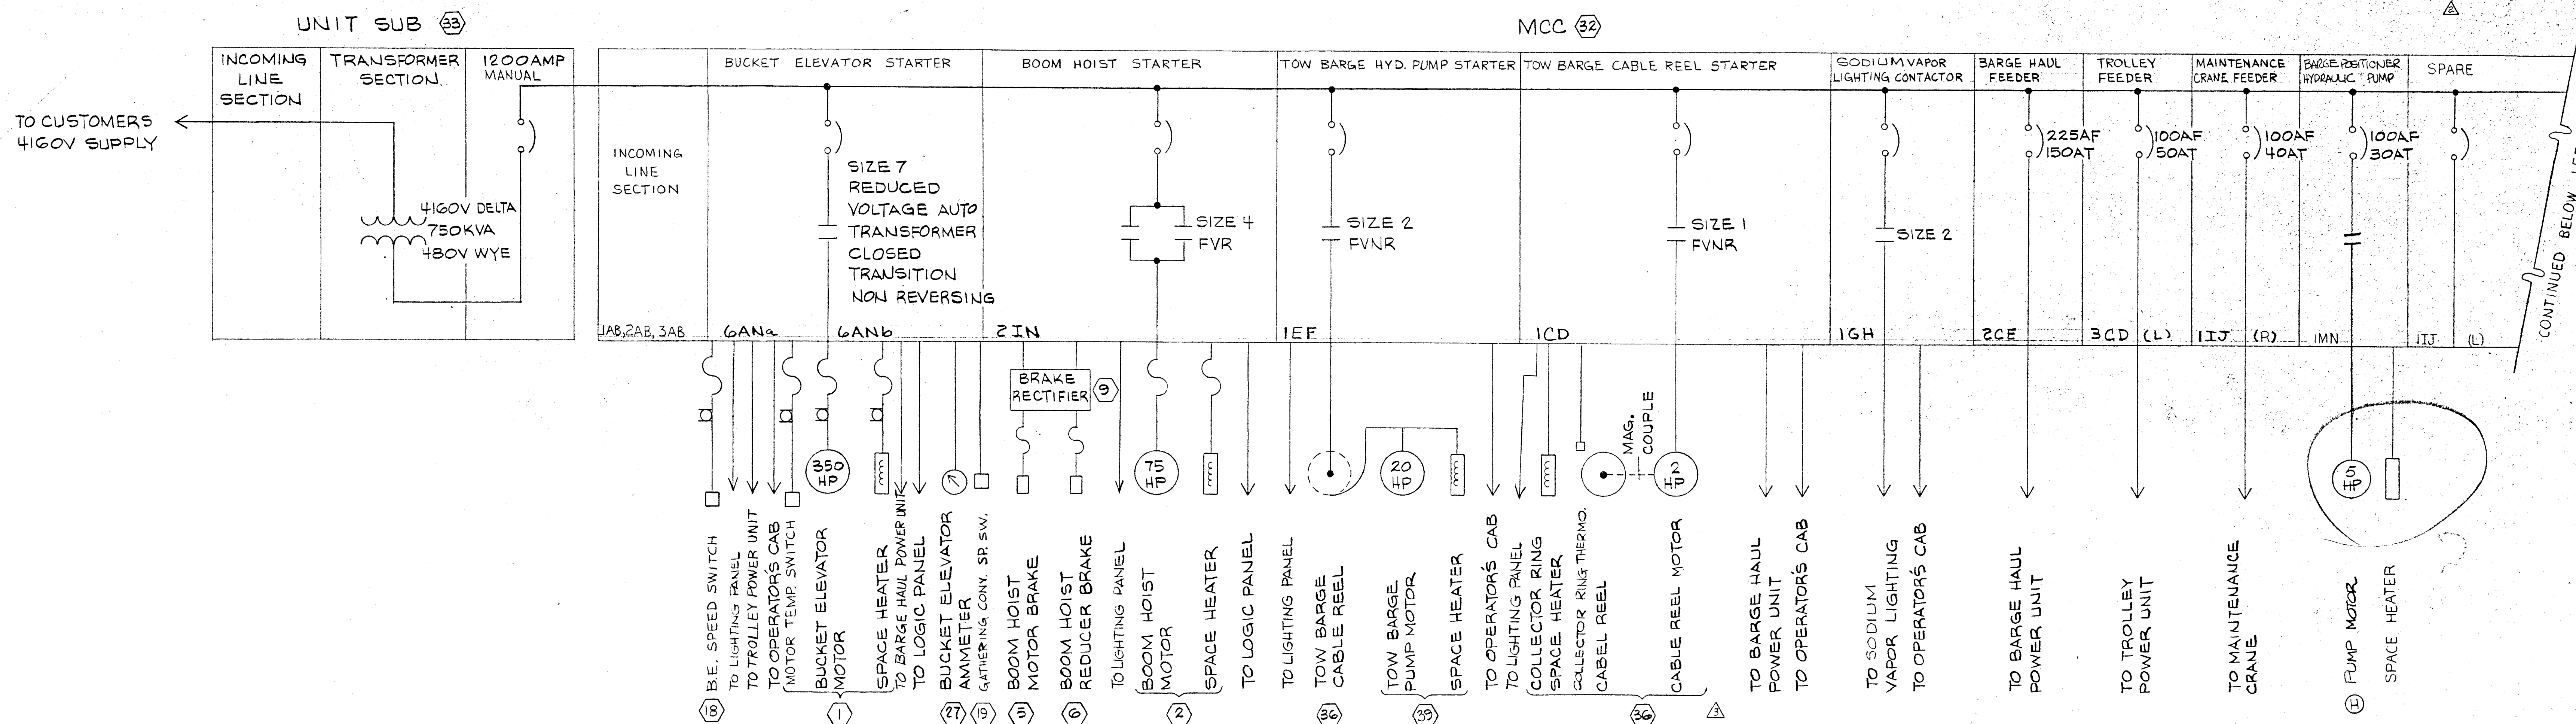 UNIT SUB 33
MCC 32
2
INCOMING
LINE
SECTION
TRANSFORMER
SECTION
1200AMP
MANUAL
TO CUSTOMERS
4160V SUPPLY
4160V DELTA
750KVA
480V WYE
BUCKET ELEVATOR STARTER
BOOM HOIST STARTER
TOW BARGE HYD. PUMP STARTER
TOW BARGE CABLE REEL STARTER
SODIUM VAPOR
LIGHTING CONTACTOR
BARGE HAUL
FEEDER
TROLLEY
FEEDER
MAINTENANCE
CRANE FEEDER
BARGE POSITIONER
HYDRAULIC PUMP
SPARE
INCOMING
LINE
SECTION
SIZE 7
REDUCED
VOLTAGE AUTO
TRANSFORMER
CLOSED
TRANSITION
NON REVERSING
SIZE 4
FVR
SIZE 2
FVNR
SIZE 1
FVNR
SIZE 2
225AF
150AT
100AF
50AT
100AF
40AT
100AF
30AT
CONTINUED BELOW
1AB, 2AB, 3AB
6ANa
6ANb
2IN
1EF
1CD
1GH
2CE
3CD (L)
1IJ (R)
1MN
1IJ (L)
BRAKE
RECTIFIER
9
MAG.
COUPLE
350
HP
75
HP
20
HP
2
HP
5
HP
B.E. SPEED SWITCH
TO LIGHTING PANEL
TO TROLLEY POWER UNIT
TO OPERATOR'S CAB
MOTOR TEMP. SWITCH
BUCKET ELEVATOR
MOTOR
SPACE HEATER
TO BARGE HAUL POWER UNIT
TO LOGIC PANEL
BUCKET ELEVATOR
AMMETER
GATHERING CONV. SP. SW.
BOOM HOIST
MOTOR BRAKE
BOOM HOIST
REDUCER BRAKE
TO LIGHTING PANEL
BOOM HOIST
MOTOR
SPACE HEATER
TO LOGIC PANEL
TO LIGHTING PANEL
TOW BARGE
CABLE REEL
TOW BARGE
PUMP MOTOR
SPACE HEATER
TO OPERATOR'S CAB
TO LIGHTING PANEL
COLLECTOR RING
SPACE HEATER
COLLECTOR RING THERMO.
CABEL REEL
CABLE REEL MOTOR
TO BARGE HAUL
POWER UNIT
TO OPERATOR'S CAB
TO SODIUM
VAPOR LIGHTING
TO OPERATOR'S CAB
TO BARGE HAUL
POWER UNIT
TO TROLLEY
POWER UNIT
TO MAINTENANCE
CRANE
H PUMP MOTOR
SPACE HEATER
18
1
27
19
5
6
2
36
39
36
3